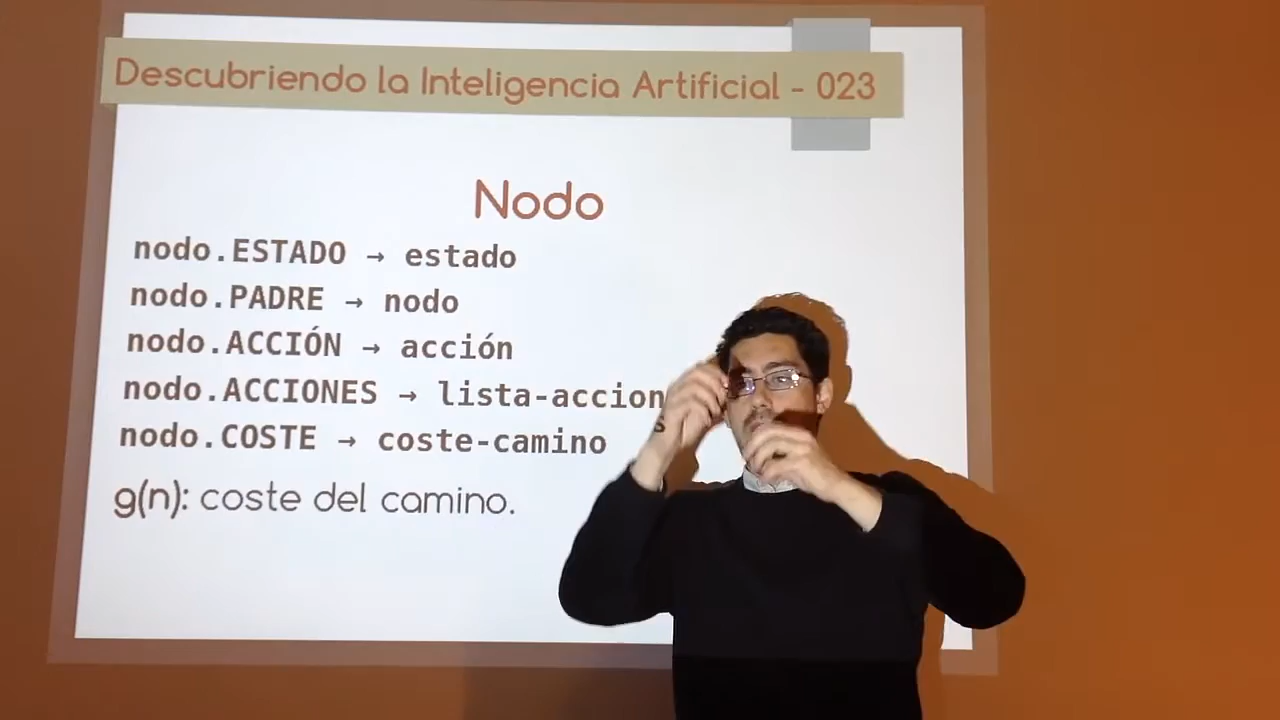 Descubriendo la Inteligencia Artificial - 023
Nodo
nodo.ESTADO → estado
nodo.PADRE → nodo
nodo.ACCIÓN → acción
nodo.ACCIONES → lista-accion
s
nodo.COSTE → coste-camino
g(n): coste del camino.